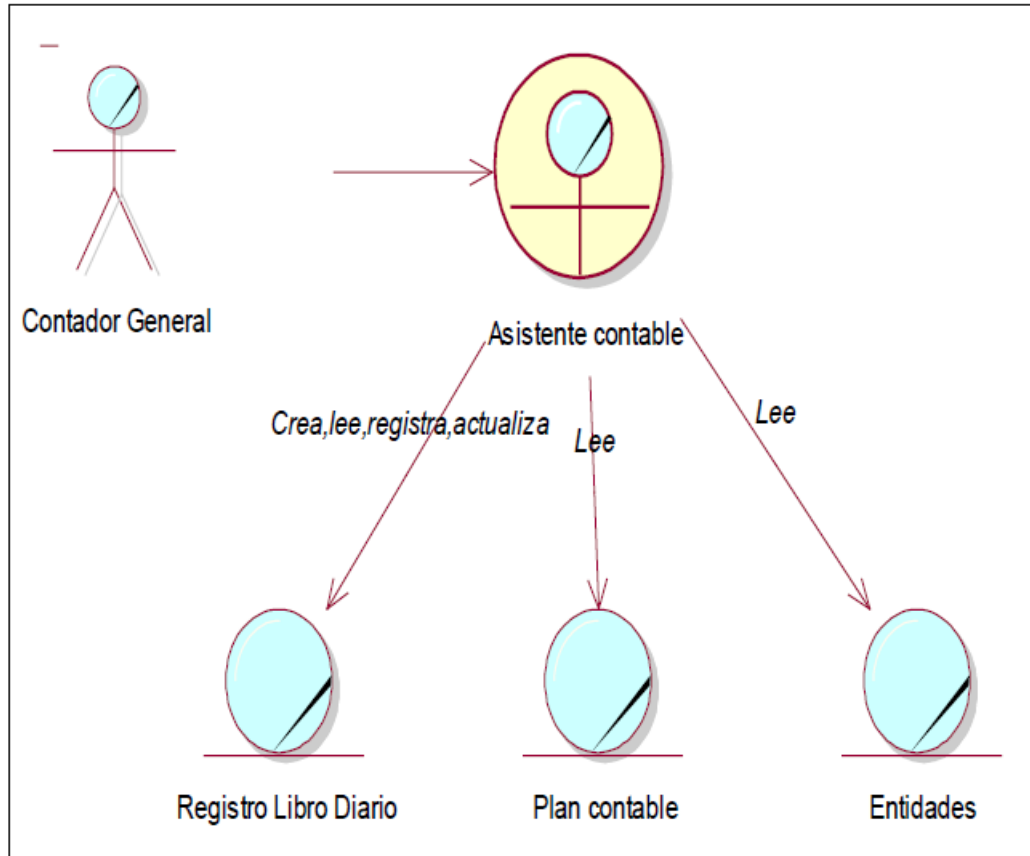 Contador General
Asistente contable
Crea,lee,registra,actualiza
Lee
Lee
Registro Libro Diario
Plan contable
Entidades